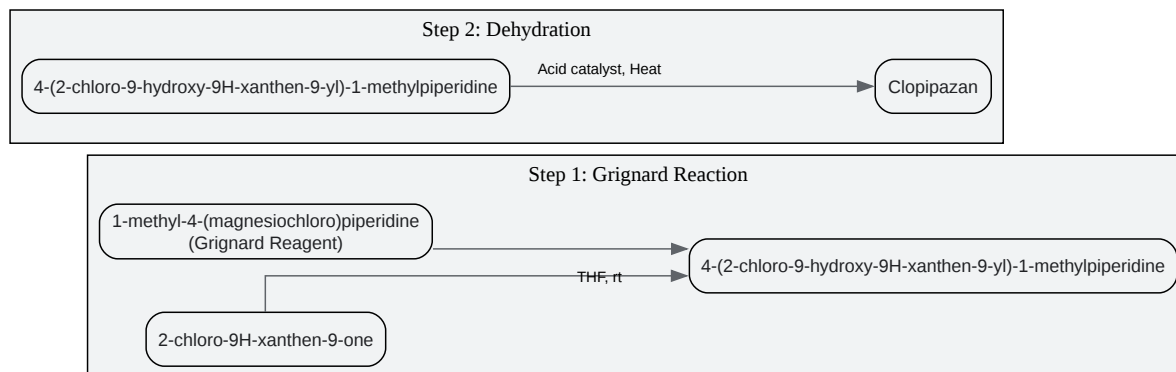 Step 2: Dehydration
4-(2-chloro-9-hydroxy-9H-xanthen-9-yl)-1-methylpiperidine
Acid catalyst, Heat
Clopipazan
Step 1: Grignard Reaction
1-methyl-4-(magnesiochloro)piperidine
(Grignard Reagent)
4-(2-chloro-9-hydroxy-9H-xanthen-9-yl)-1-methylpiperidine
THF, rt
2-chloro-9H-xanthen-9-one